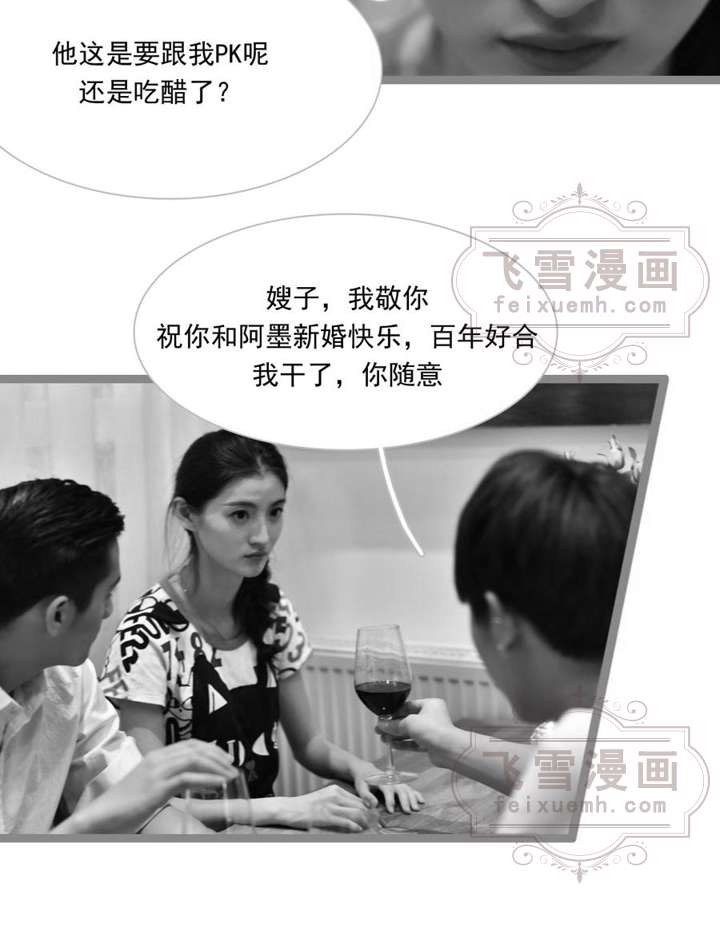 他这是要跟我PK呢
还是吃醋了？
飞雪漫画
feixuemh.com
嫂子，我敬你
祝你和阿墨新婚快乐，百年好合
我干了，你随意
飞雪漫画
feixuemh.com